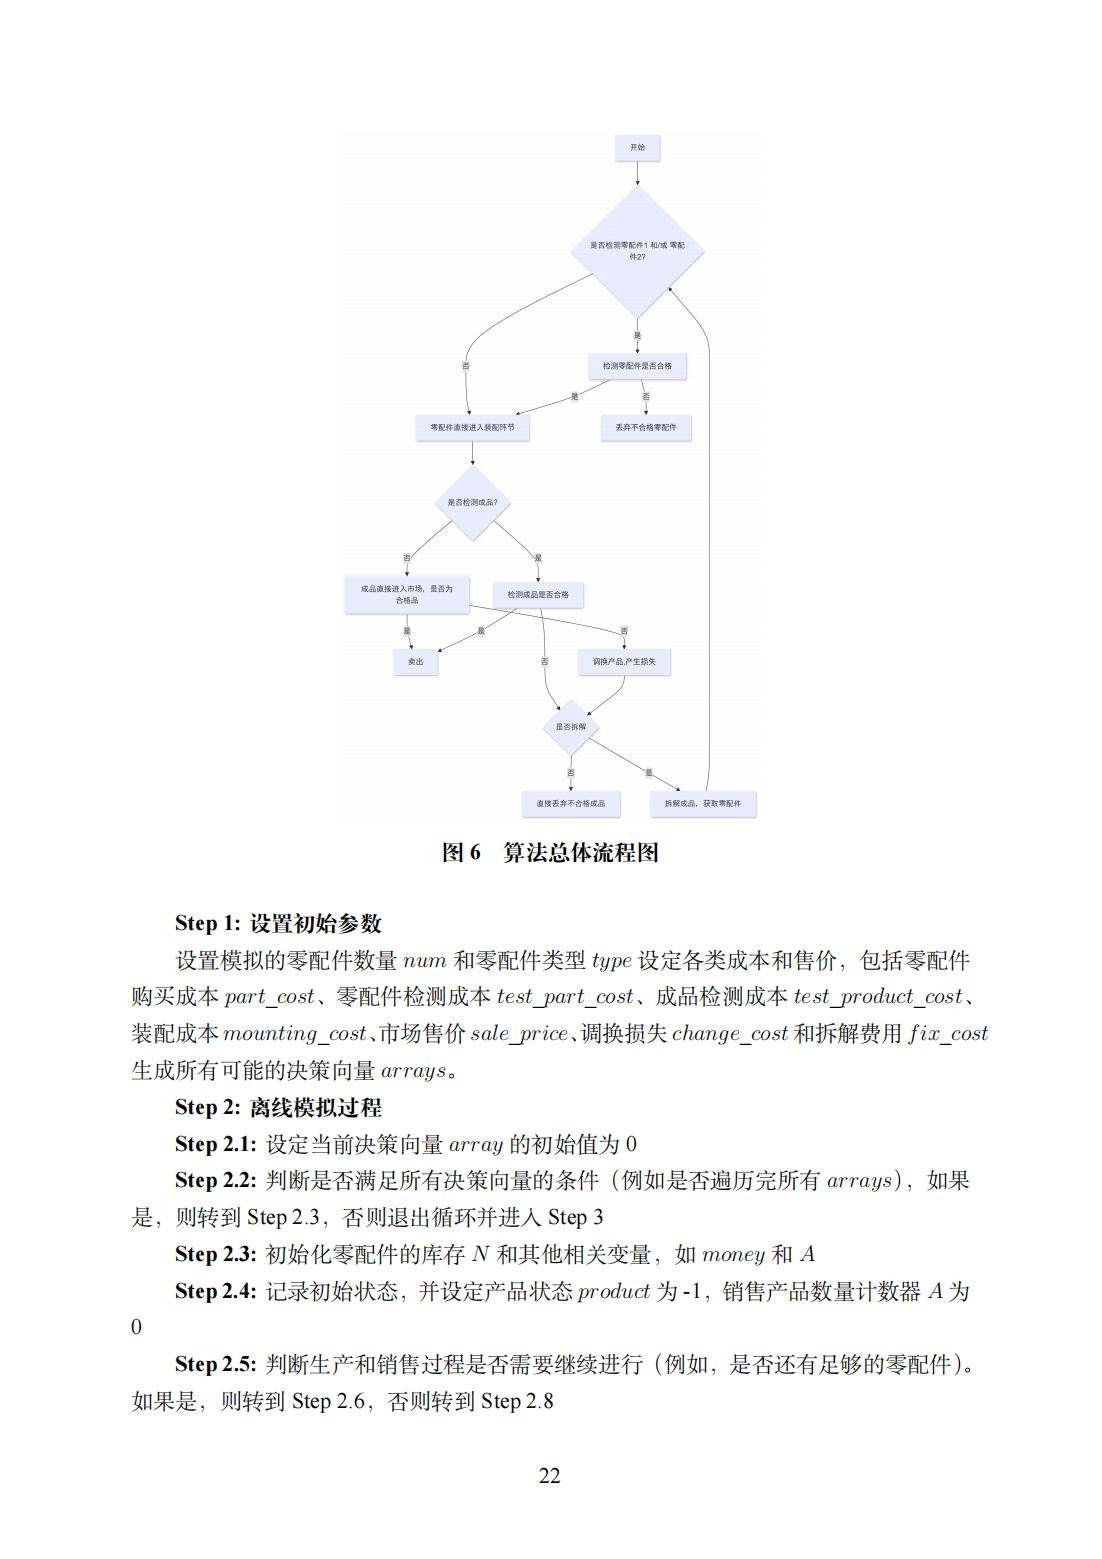 开始
是否检测零配件1 和/或 零配
件2?
是
否
检测零配件是否合格
是
否
零配件直接进入装配环节
丢弃不合格零配件
是否检测成品?
否
是
成品直接进入市场，是否为
合格品
检测成品是否合格
是
是
否
卖出
否
调换产品,产生损失
是否拆解
否
是
直接丢弃不合格成品
拆解成品，获取零配件
图 6 算法总体流程图
Step 1: 设置初始参数
设置模拟的零配件数量 num 和零配件类型 type 设定各类成本和售价，包括零配件
购买成本 part_cost、零配件检测成本 test_part_cost、成品检测成本 test_product_cost、
装配成本 mounting_cost、市场售价 sale_price、调换损失 change_cost 和拆解费用 fix_cost
生成所有可能的决策向量 arrays。
Step 2: 离线模拟过程
Step 2.1: 设定当前决策向量 array 的初始值为 0
Step 2.2: 判断是否满足所有决策向量的条件（例如是否遍历完所有 arrays），如果
是，则转到 Step 2.3，否则退出循环并进入 Step 3
Step 2.3: 初始化零配件的库存 N 和其他相关变量，如 money 和 A
Step 2.4: 记录初始状态，并设定产品状态 product 为 -1，销售产品数量计数器 A 为
0
Step 2.5: 判断生产和销售过程是否需要继续进行（例如，是否还有足够的零配件）。
如果是，则转到 Step 2.6，否则转到 Step 2.8
22